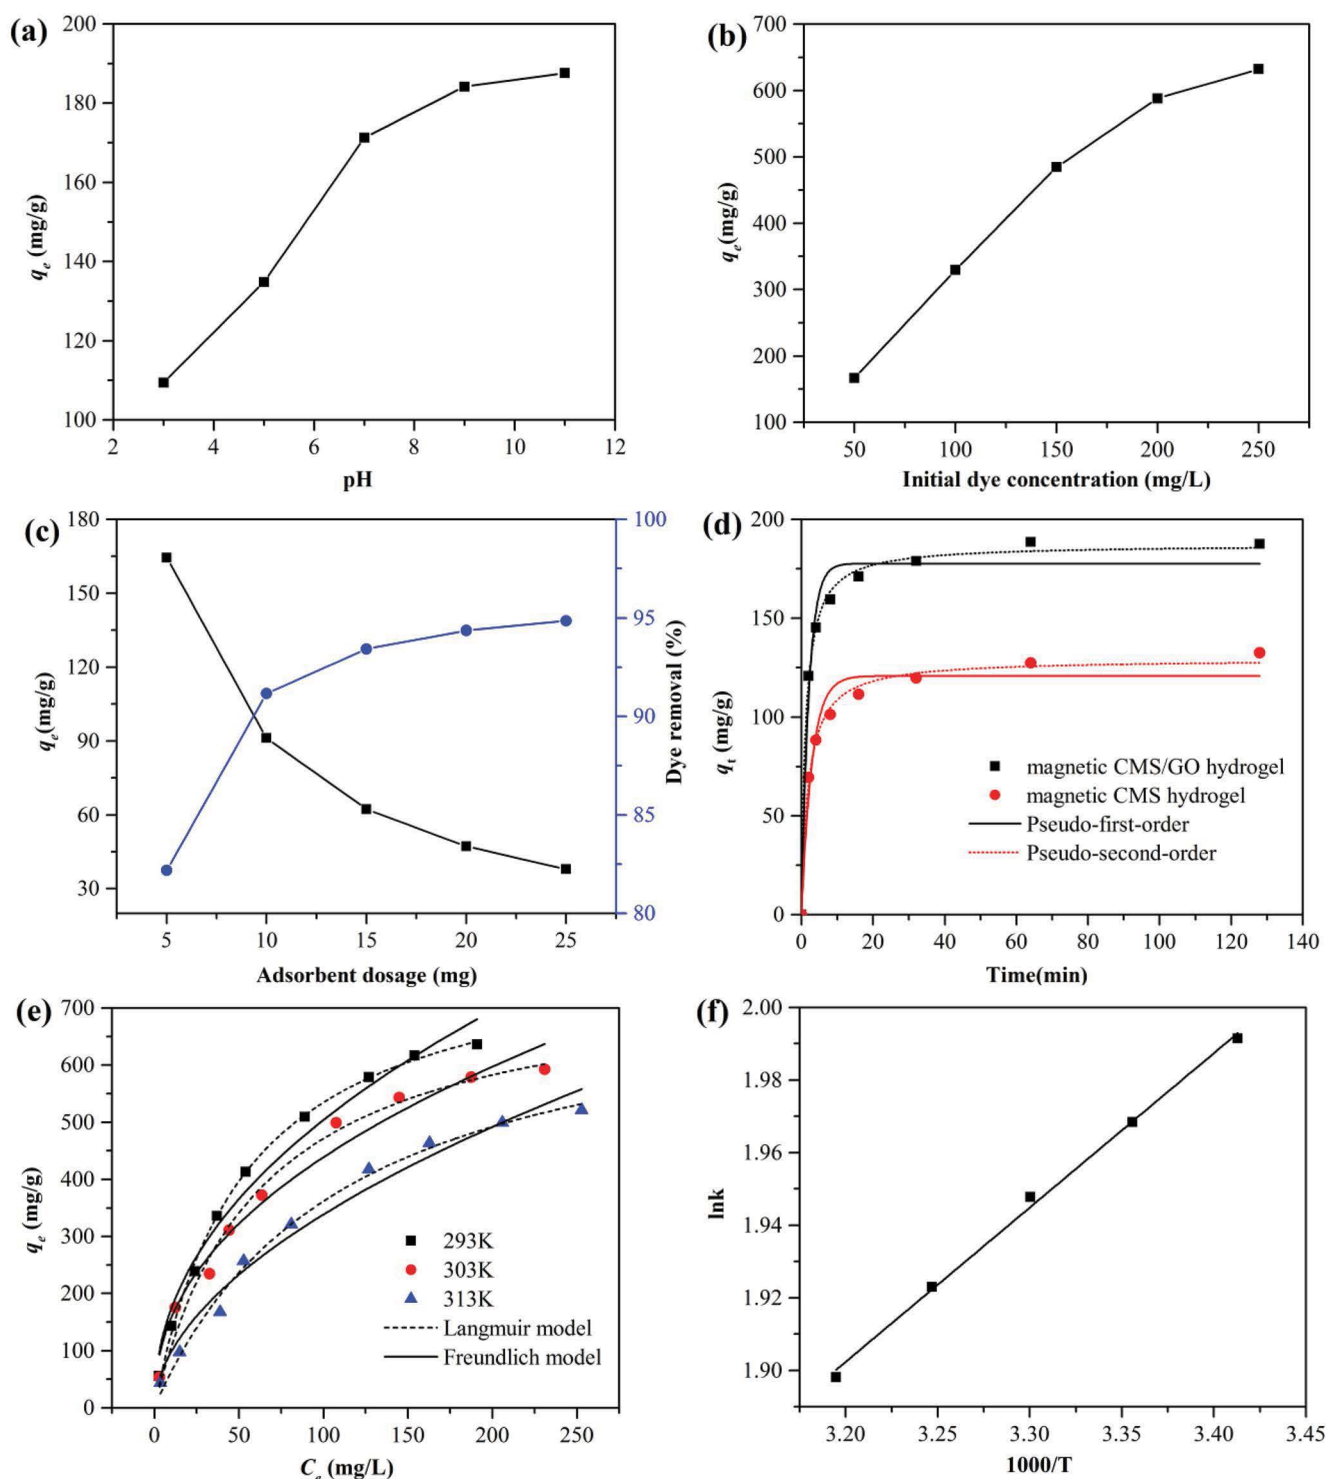 (a)
200
180
160
140
120
100
2 4 6 8 10 12
qe (mg/g)
pH
(b)
700
600
500
400
300
200
100
50 100 150 200 250
qe(mg/g)
Initial dye concentration (mg/L)
(c)
180
150
120
90
60
30
5 10 15 20 25
100
95
90
85
80
qe(mg/g)
Dye removal (%)
Adsorbent dosage (mg)
(d)
200
150
100
50
0
0 20 40 60 80 100 120 140
qt (mg/g)
magnetic CMS/GO hydrogel
magnetic CMS hydrogel
Pseudo-first-order
Pseudo-second-order
Time(min)
(e)
700
600
500
400
300
200
100
0
0 50 100 150 200 250
qe (mg/g)
293K
303K
313K
Langmuir model
Freundlich model
Ce (mg/L)
(f)
2.00
1.98
1.96
1.94
1.92
1.90
3.20 3.25 3.30 3.35 3.40 3.45
lnk
1000/T